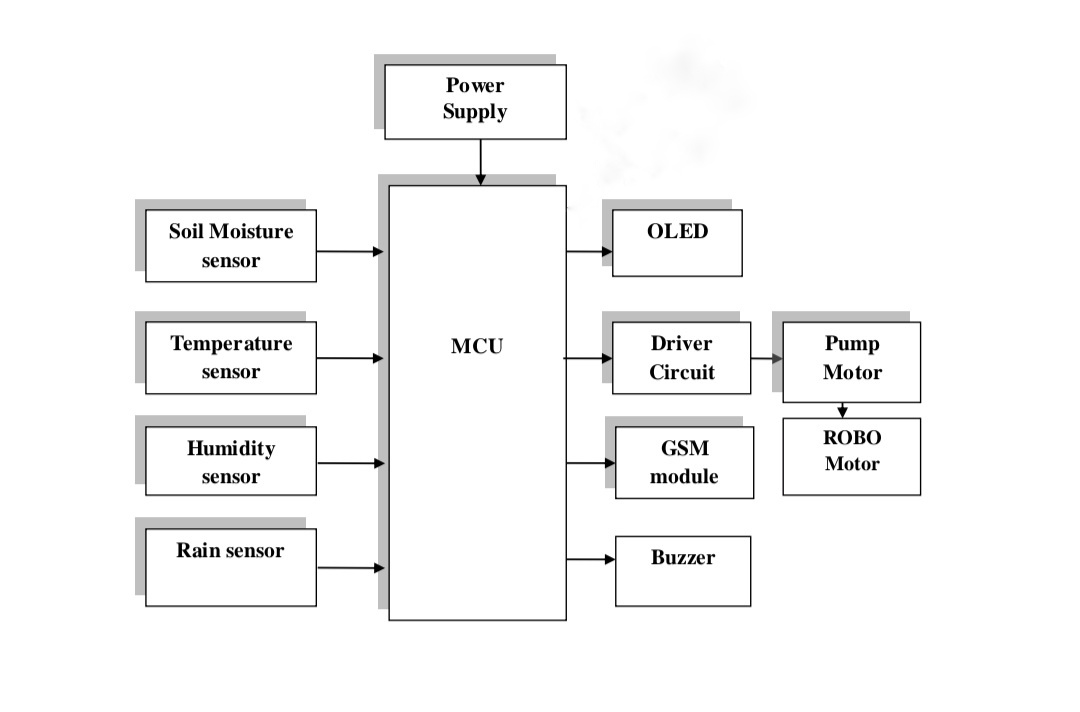 Power
Supply
Soil Moisture
sensor
OLED
Temperature
sensor
MCU
Driver
Circuit
Pump
Motor
Humidity
sensor
GSM
module
ROBO
Motor
Rain sensor
Buzzer